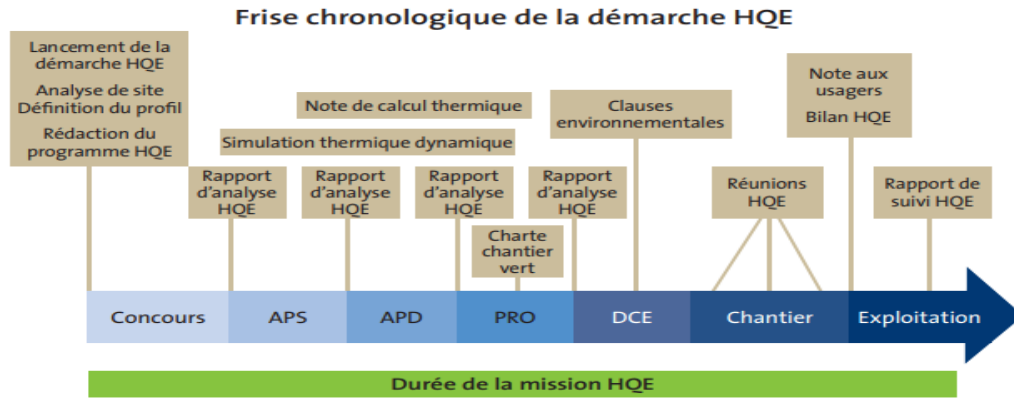 Frise chronologique de la démarche HQE
Lancement de la
démarche HQE
Analyse de site
Définition du profil
Rédaction du
programme HQE
Note de calcul thermique
Simulation thermique dynamique
Clauses
environnementales
Note aux
usagers
Bilan HQE
Rapport
d'analyse
HQE
Rapport
d'analyse
HQE
Rapport
d'analyse
HQE
Rapport
d'analyse
HQE
Charte
chantier
vert
Réunions
HQE
Rapport de
suivi HQE
Concours
APS
APD
PRO
DCE
Chantier
Exploitation
Durée de la mission HQE